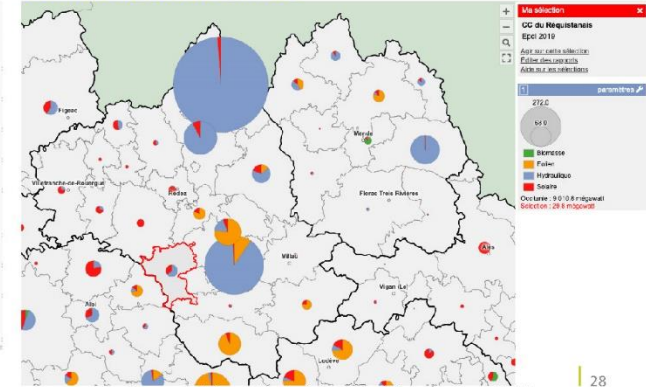 Ma sélection
CC du Réquistanais
Epci 2019
Agir sur cette sélection
Éditer des rapports
Aide sur les sélections
paramètres
272.0
68.0
Biomasse
Eolien
Hydraulique
Solaire
Occitanie : 9 010.6 mégawatt
Sélection : 29.8 mégawatt
Figeac
Mende
Villefranche-de-Rouergue
Rodez
Florac Trois Rivières
Millau
Alès
Vigan (Le)
Albi
Lodève
28